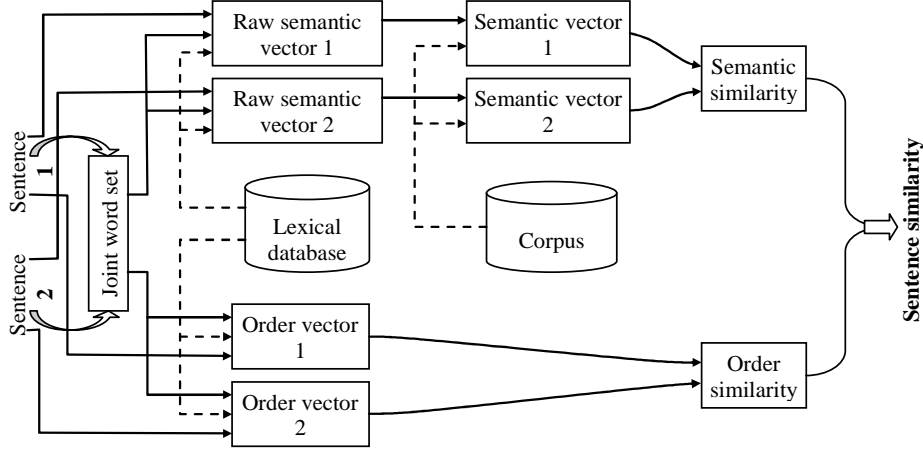 Raw semantic
vector 1
Semantic vector
1
Semantic
similarity
Raw semantic
vector 2
Semantic vector
2
Sentence 1
Joint word set
Sentence 2
Lexical
database
Corpus
Sentence similarity
Order vector
1
Order
similarity
Order vector
2